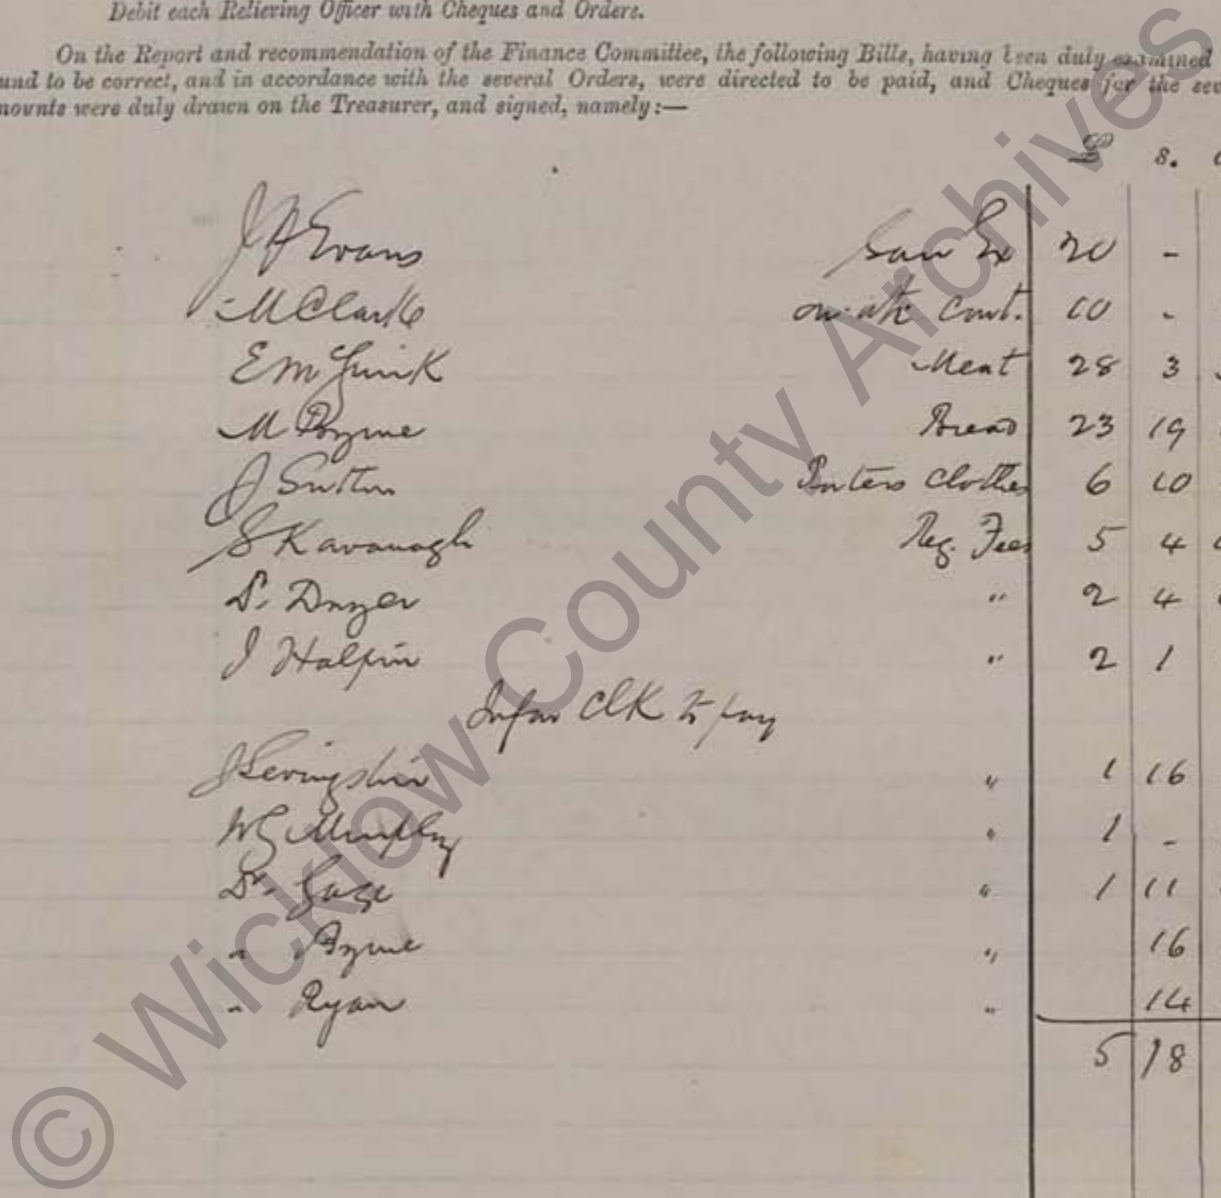 Debit each Relieving Officer with Cheques and Orders.
On the Report and recommendation of the Finance Committee, the following Bills, having been duly examined
und to be correct, and in accordance with the several Orders, were directed to be paid, and Cheques for the sev
mounts were duly drawn on the Treasurer, and signed, namely:—
£ s.
J H Evans San Ex 20 -
M Clarke on a/c Cont. 10 -
E M Meat 28 3
M Byrne Bread 23 19
J Sutton clothes 6 10
S Kavanagh Reg. Fees 5 4
P. Dwyer " 2 4
J Halpin " 2 1
Clk to pay
J " 1 16
W G Murphy " 1 -
Dr. " 1 11
" Byrne " 16
" Ryan " 14
5 18
© Wicklow County Archives